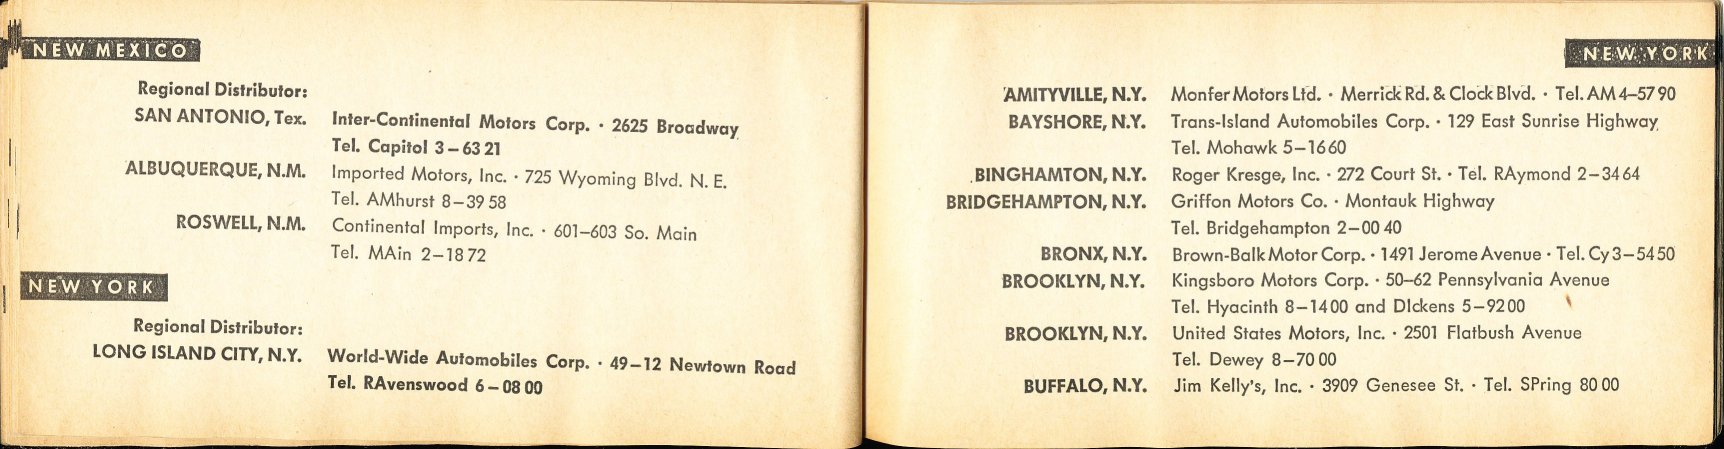 NEW MEXICO
Regional Distributor:
SAN ANTONIO, Tex. Inter-Continental Motors Corp. · 2625 Broadway
Tel. Capitol 3–63 21
ALBUQUERQUE, N.M. Imported Motors, Inc. · 725 Wyoming Blvd. N. E.
Tel. AMhurst 8–39 58
ROSWELL, N.M. Continental Imports, Inc. · 601–603 So. Main
Tel. MAin 2–18 72
NEW YORK
Regional Distributor:
LONG ISLAND CITY, N.Y. World-Wide Automobiles Corp. · 49–12 Newtown Road
Tel. RAvenswood 6–08 00
NEW YORK
AMITYVILLE, N.Y. Monfer Motors Ltd. · Merrick Rd. & Clock Blvd. · Tel. AM 4–57 90
BAYSHORE, N.Y. Trans-Island Automobiles Corp. · 129 East Sunrise Highway
Tel. Mohawk 5–16 60
BINGHAMTON, N.Y. Roger Kresge, Inc. · 272 Court St. · Tel. RAymond 2–34 64
BRIDGEHAMPTON, N.Y. Griffon Motors Co. · Montauk Highway
Tel. Bridgehampton 2–00 40
BRONX, N.Y. Brown-Balk Motor Corp. · 1491 Jerome Avenue · Tel. Cy 3–54 50
BROOKLYN, N.Y. Kingsboro Motors Corp. · 50–62 Pennsylvania Avenue
Tel. Hyacinth 8–14 00 and DIckens 5–92 00
BROOKLYN, N.Y. United States Motors, Inc. · 2501 Flatbush Avenue
Tel. Dewey 8–70 00
BUFFALO, N.Y. Jim Kelly's, Inc. · 3909 Genesee St. · Tel. SPring 80 00